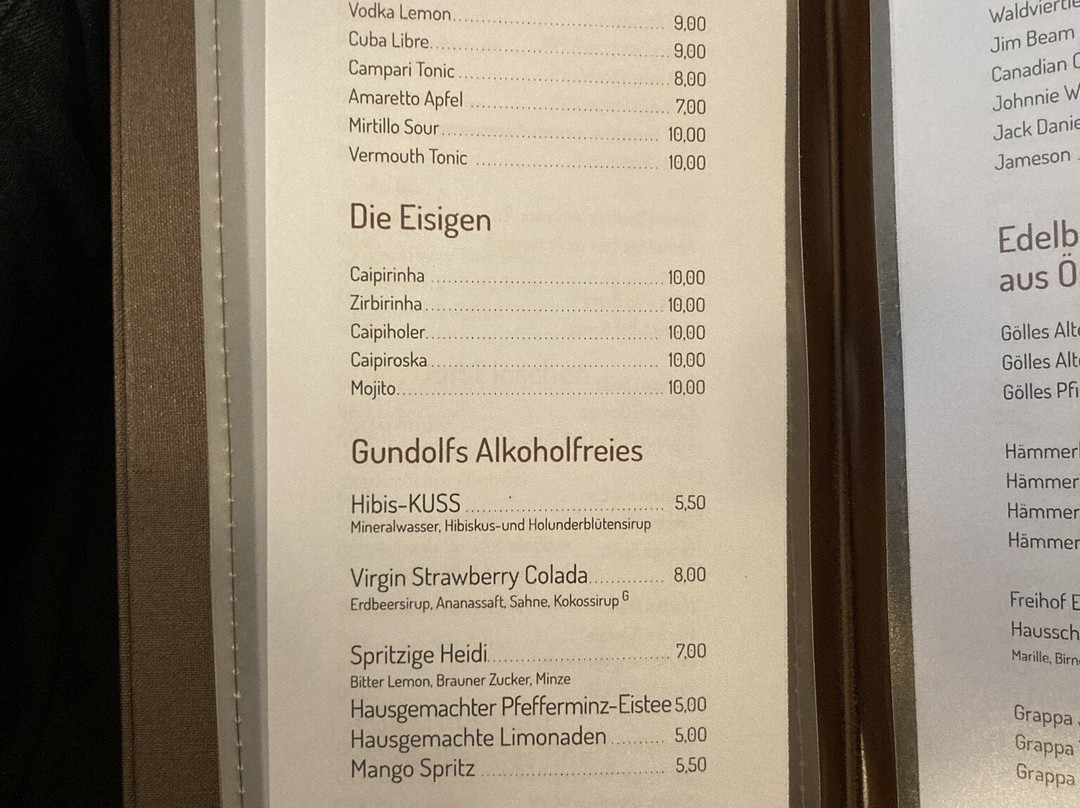 Vodka Lemon........................................ 9,00
Cuba Libre............................................ 9,00
Campari Tonic...................................... 8,00
Amaretto Apfel.................................... 7,00
Mirtillo Sour......................................... 10,00
Vermouth Tonic................................... 10,00
Die Eisigen
Caipirinha............................................. 10,00
Zirbirinha.............................................. 10,00
Caipiholer............................................. 10,00
Caipiroska............................................ 10,00
Mojito................................................... 10,00
Gundolfs Alkoholfreies
Hibis-KUSS........................................ 5,50
Mineralwasser, Hibiskus-und Holunderblütensirup
Virgin Strawberry Colada............. 8,00
Erdbeersirup, Ananassaft, Sahne, Kokossirup G
Spritzige Heidi................................... 7,00
Bitter Lemon, Brauner Zucker, Minze
Hausgemachter Pfefferminz-Eistee 5,00
Hausgemachte Limonaden.......... 5,00
Mango Spritz................................... 5,50
Jim Beam
Canadian
Johnnie W
Jack Danie
Jameson
Edelb
aus Ö
Gölles Alt
Gölles Alt
Gölles Pf
Hämmer
Hämmer
Hämmer
Hämmer
Freihof E
Haussch
Marille, Birn
Grappa
Grappa
Grappa